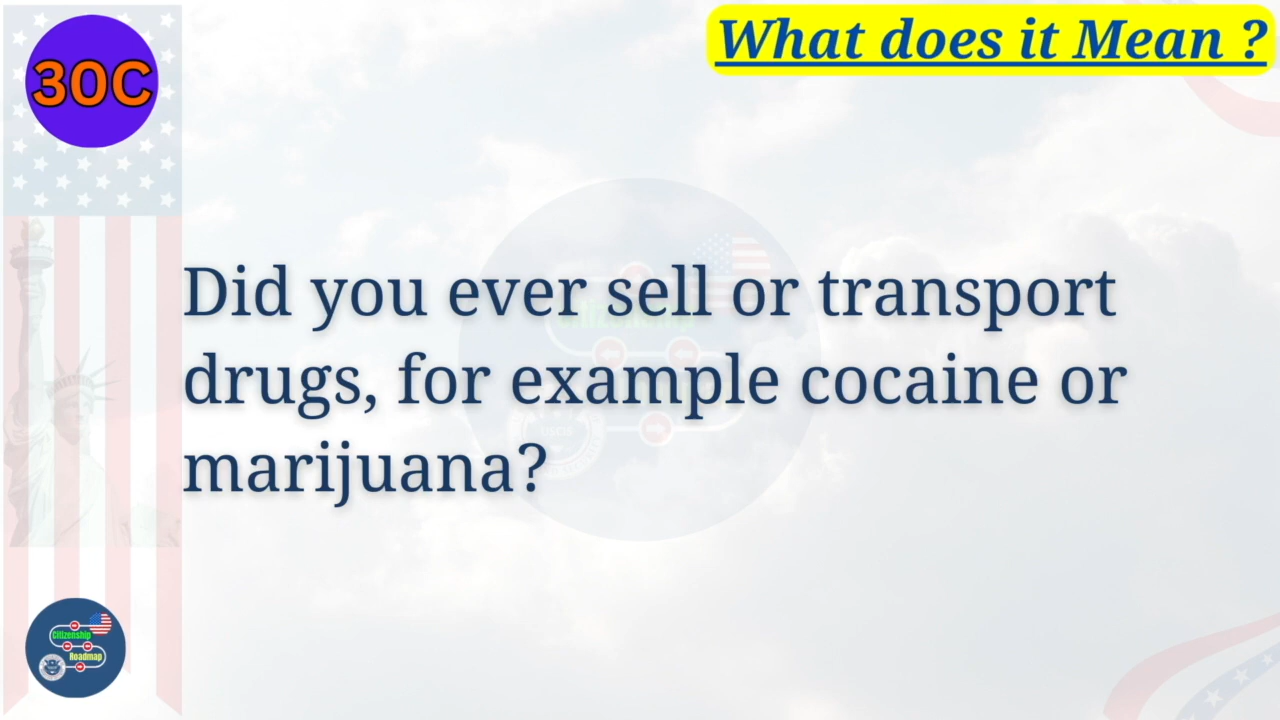 30C
What does it Mean ?
Did you ever sell or transport
drugs, for example cocaine or
marijuana?
Citizenship
Roadmap